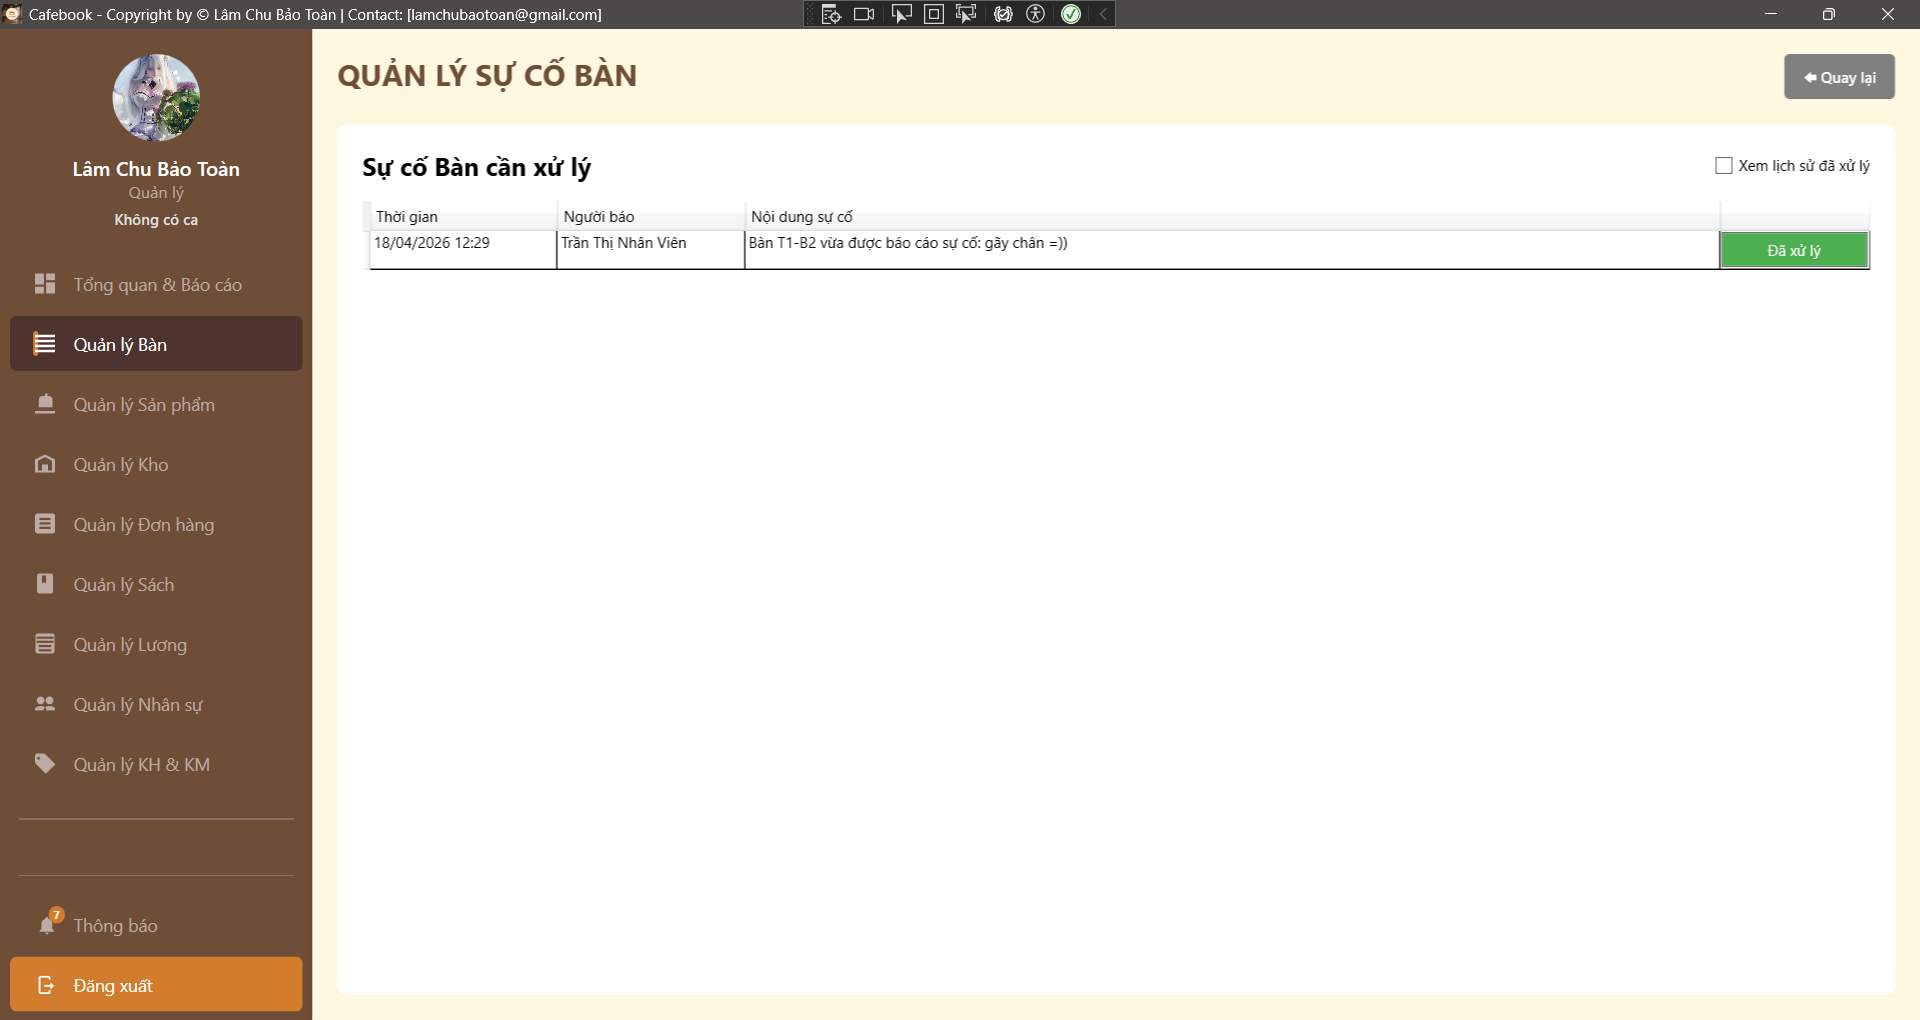 Cafebook - Copyright by © Lâm Chu Bảo Toàn | Contact: [lamchubaotoan@gmail.com]
Lâm Chu Bảo Toàn
Quản lý
Không có ca
Tổng quan & Báo cáo
Quản lý Bàn
Quản lý Sản phẩm
Quản lý Kho
Quản lý Đơn hàng
Quản lý Sách
Quản lý Lương
Quản lý Nhân sự
Quản lý KH & KM
7
Thông báo
Đăng xuất
QUẢN LÝ SỰ CỐ BÀN
🡄 Quay lại
Sự cố Bàn cần xử lý
Xem lịch sử đã xử lý
Thời gian Người báo Nội dung sự cố
18/04/2026 12:29 Trần Thị Nhân Viên Bàn T1-B2 vừa được báo cáo sự cố: gãy chân =)) Đã xử lý